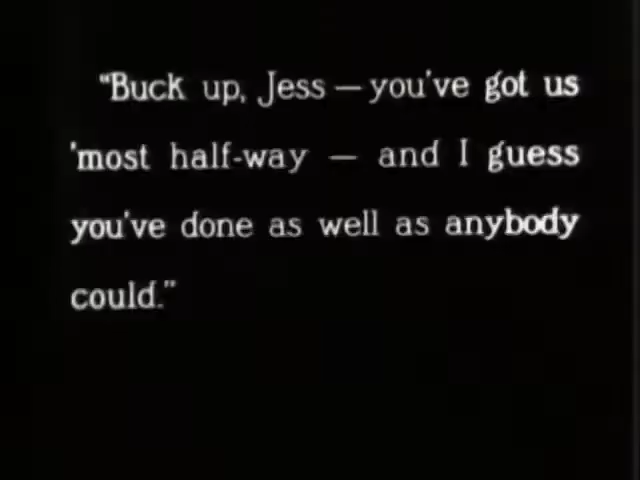 "Buck up, Jess — you've got us
'most half-way — and I guess
you've done as well as anybody
could."